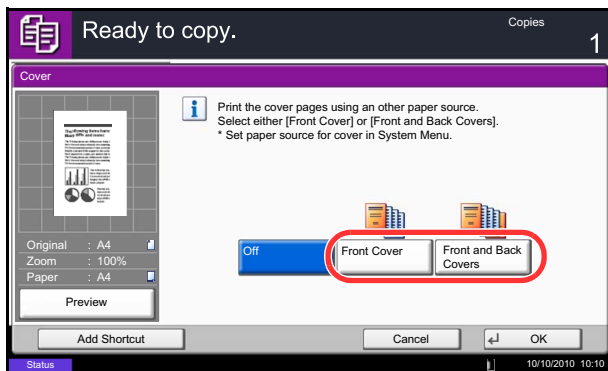 Ready to copy.
Copies
1
Cover
Print the cover pages using an other paper source.
Select either [Front Cover] or [Front and Back Covers].
* Set paper source for cover in System Menu.
Original : A4
Zoom : 100%
Paper : A4
Preview
Off
Front Cover
Front and Back
Covers
Add Shortcut
Cancel
OK
Status
10/10/2010 10:10